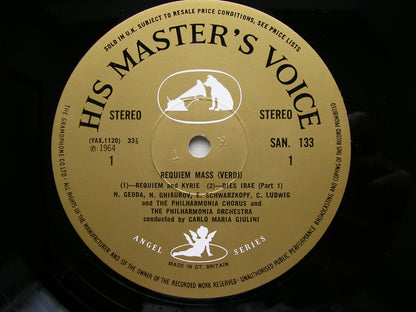 SOLD IN U.K. SUBJECT TO RESALE PRICE CONDITIONS, SEE PRICE LISTS
HIS MASTER'S VOICE
STEREO STEREO
(YAX.1120) 33⅓ SAN. 133
℗ 1964
1 1
REQUIEM MASS (VERDI)
(1)—REQUIEM and KYRIE (2)—DIES IRAE (Part 1)
N. GEDDA, N. GHIAUROV, E. SCHWARZKOPF, C. LUDWIG
and THE PHILHARMONIA CHORUS and
THE PHILHARMONIA ORCHESTRA
conducted by CARLO MARIA GIULINI
ANGEL SERIES
MADE IN GT. BRITAIN
THE GRAMOPHONE CO. LTD. ALL RIGHTS OF THE MANUFACTURER AND OF THE OWNER OF THE RECORDED WORK RESERVED · UNAUTHORISED PUBLIC PERFORMANCE, BROADCASTING AND COPYING OF THIS RECORD PROHIBITED